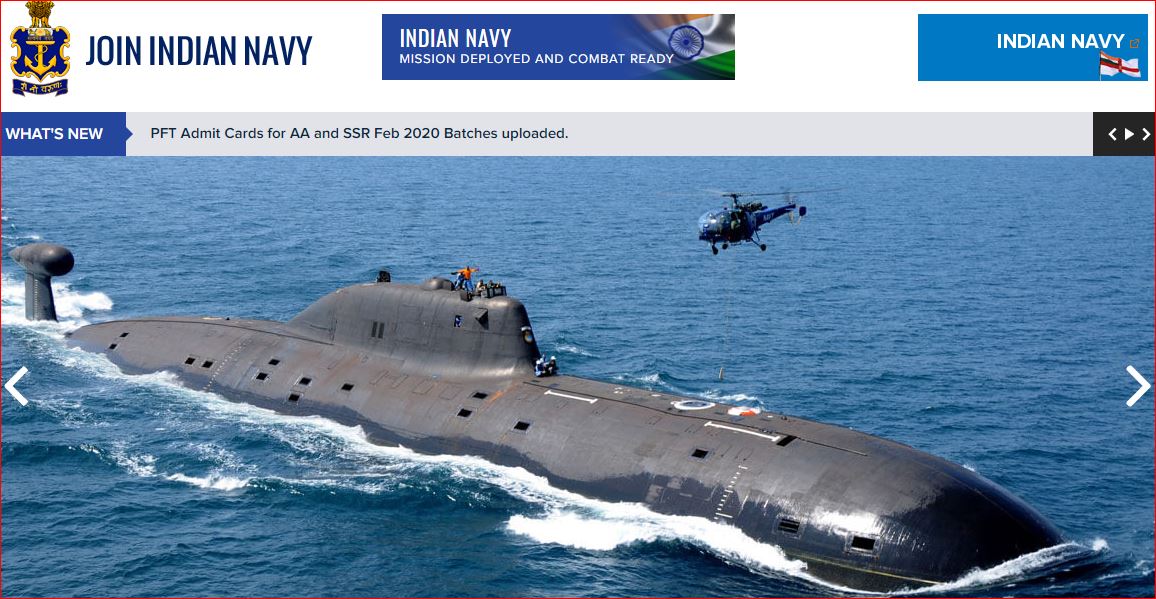 JOIN INDIAN NAVY
INDIAN NAVY
MISSION DEPLOYED AND COMBAT READY
INDIAN NAVY
WHAT'S NEW
PFT Admit Cards for AA and SSR Feb 2020 Batches uploaded.